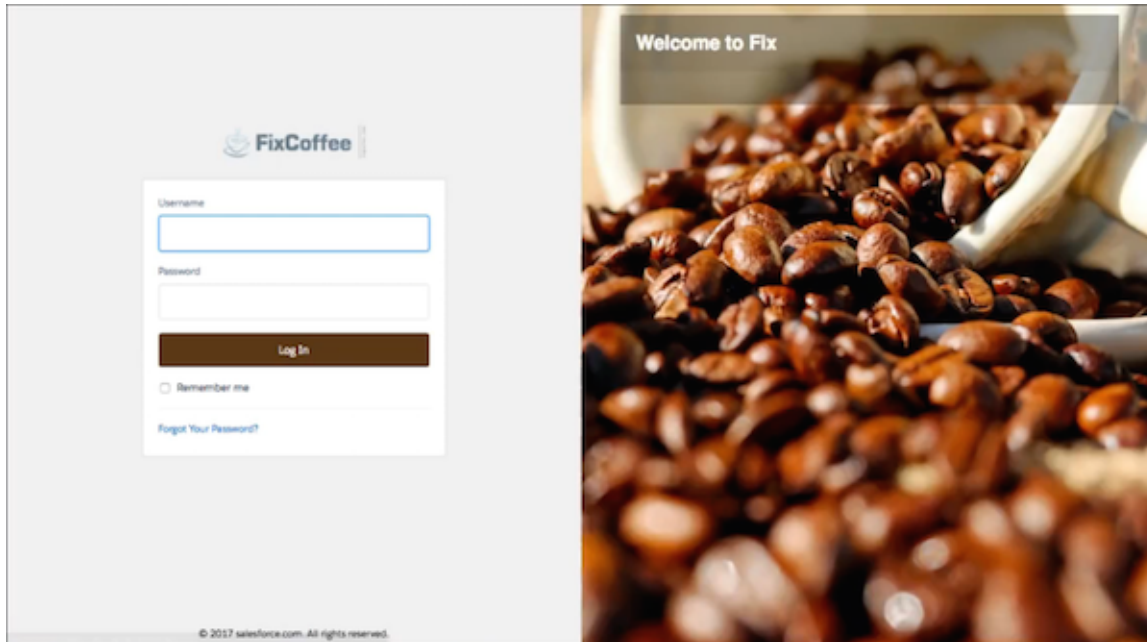 FixCoffee
Username
Password
Log In
Remember me
Forgot Your Password?
© 2017 salesforce.com. All rights reserved.
Welcome to Fix